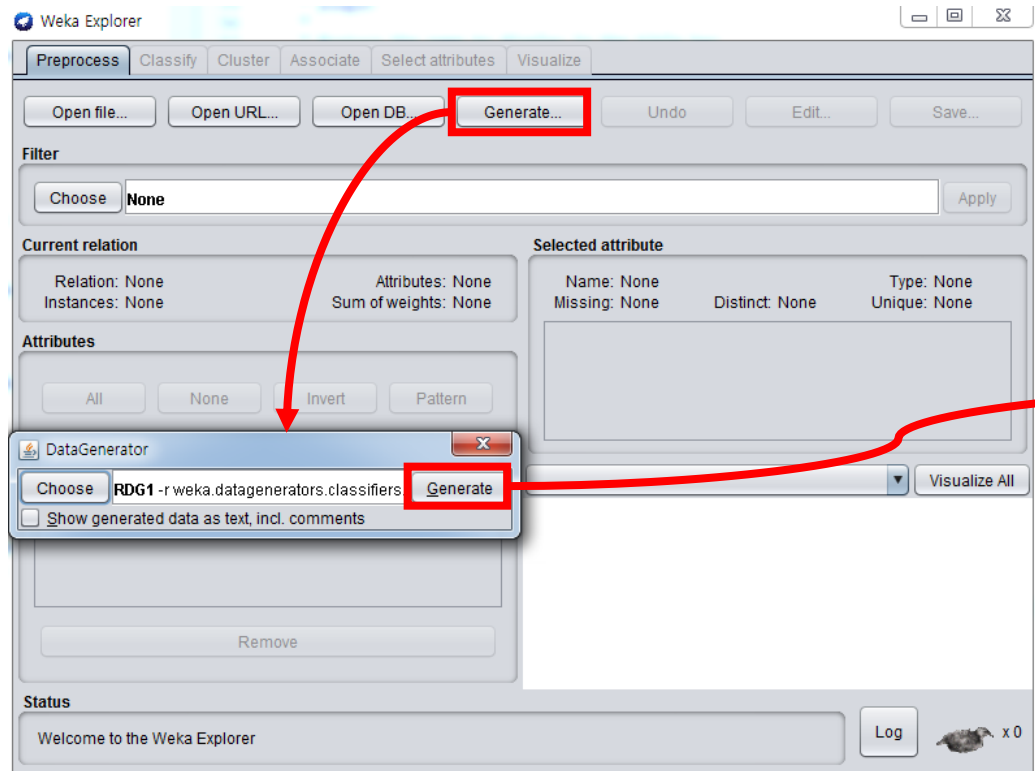 Weka Explorer
Preprocess Classify Cluster Associate Select attributes Visualize
Open file... Open URL... Open DB... Generate... Undo Edit... Save...
Filter
Choose None Apply
Current relation
Relation: None Attributes: None
Instances: None Sum of weights: None
Selected attribute
Name: None Type: None
Missing: None Distinct: None Unique: None
Attributes
All None Invert Pattern
DataGenerator
Choose RDG1 -r weka.datagenerators.classifiers. Generate
Show generated data as text, incl. comments
Visualize All
Remove
Status
Welcome to the Weka Explorer
Log x 0